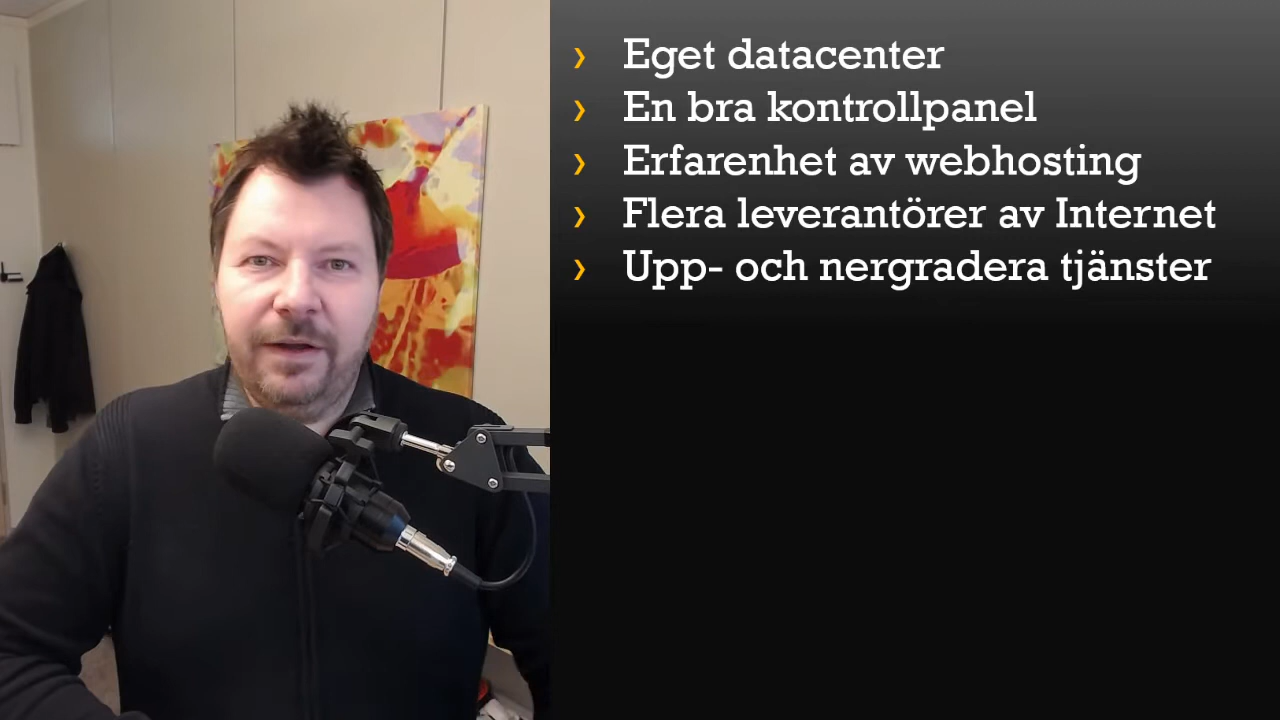 › Eget datacenter
› En bra kontrollpanel
› Erfarenhet av webhosting
› Flera leverantörer av Internet
› Upp- och nergradera tjänster